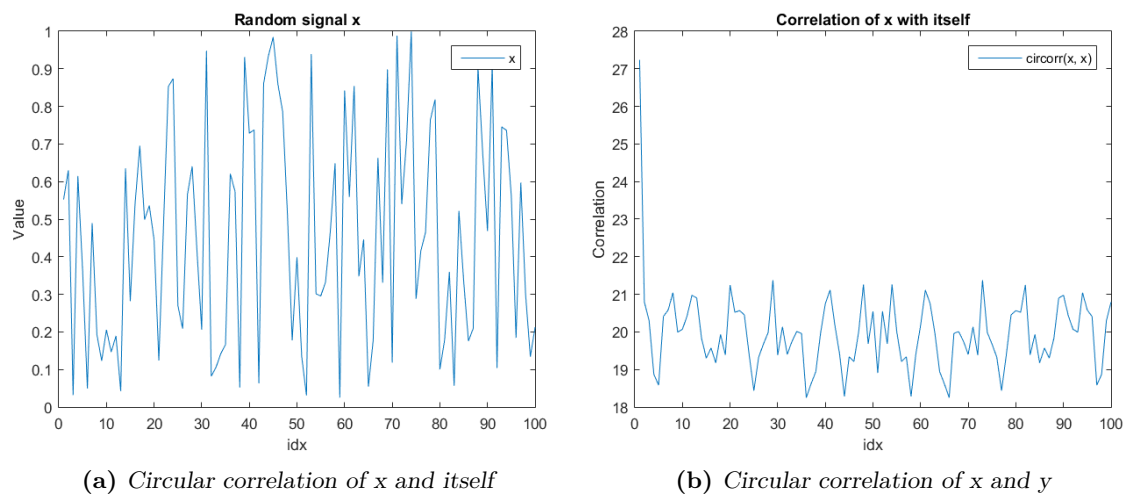 Random signal x
Value
1
0.9
0.8
0.7
0.6
0.5
0.4
0.3
0.2
0.1
0
x
0 10 20 30 40 50 60 70 80 90 100
idx
(a) Circular correlation of x and itself
Correlation of x with itself
Correlation
28
27
26
25
24
23
22
21
20
19
18
circorr(x, x)
0 10 20 30 40 50 60 70 80 90 100
idx
(b) Circular correlation of x and y